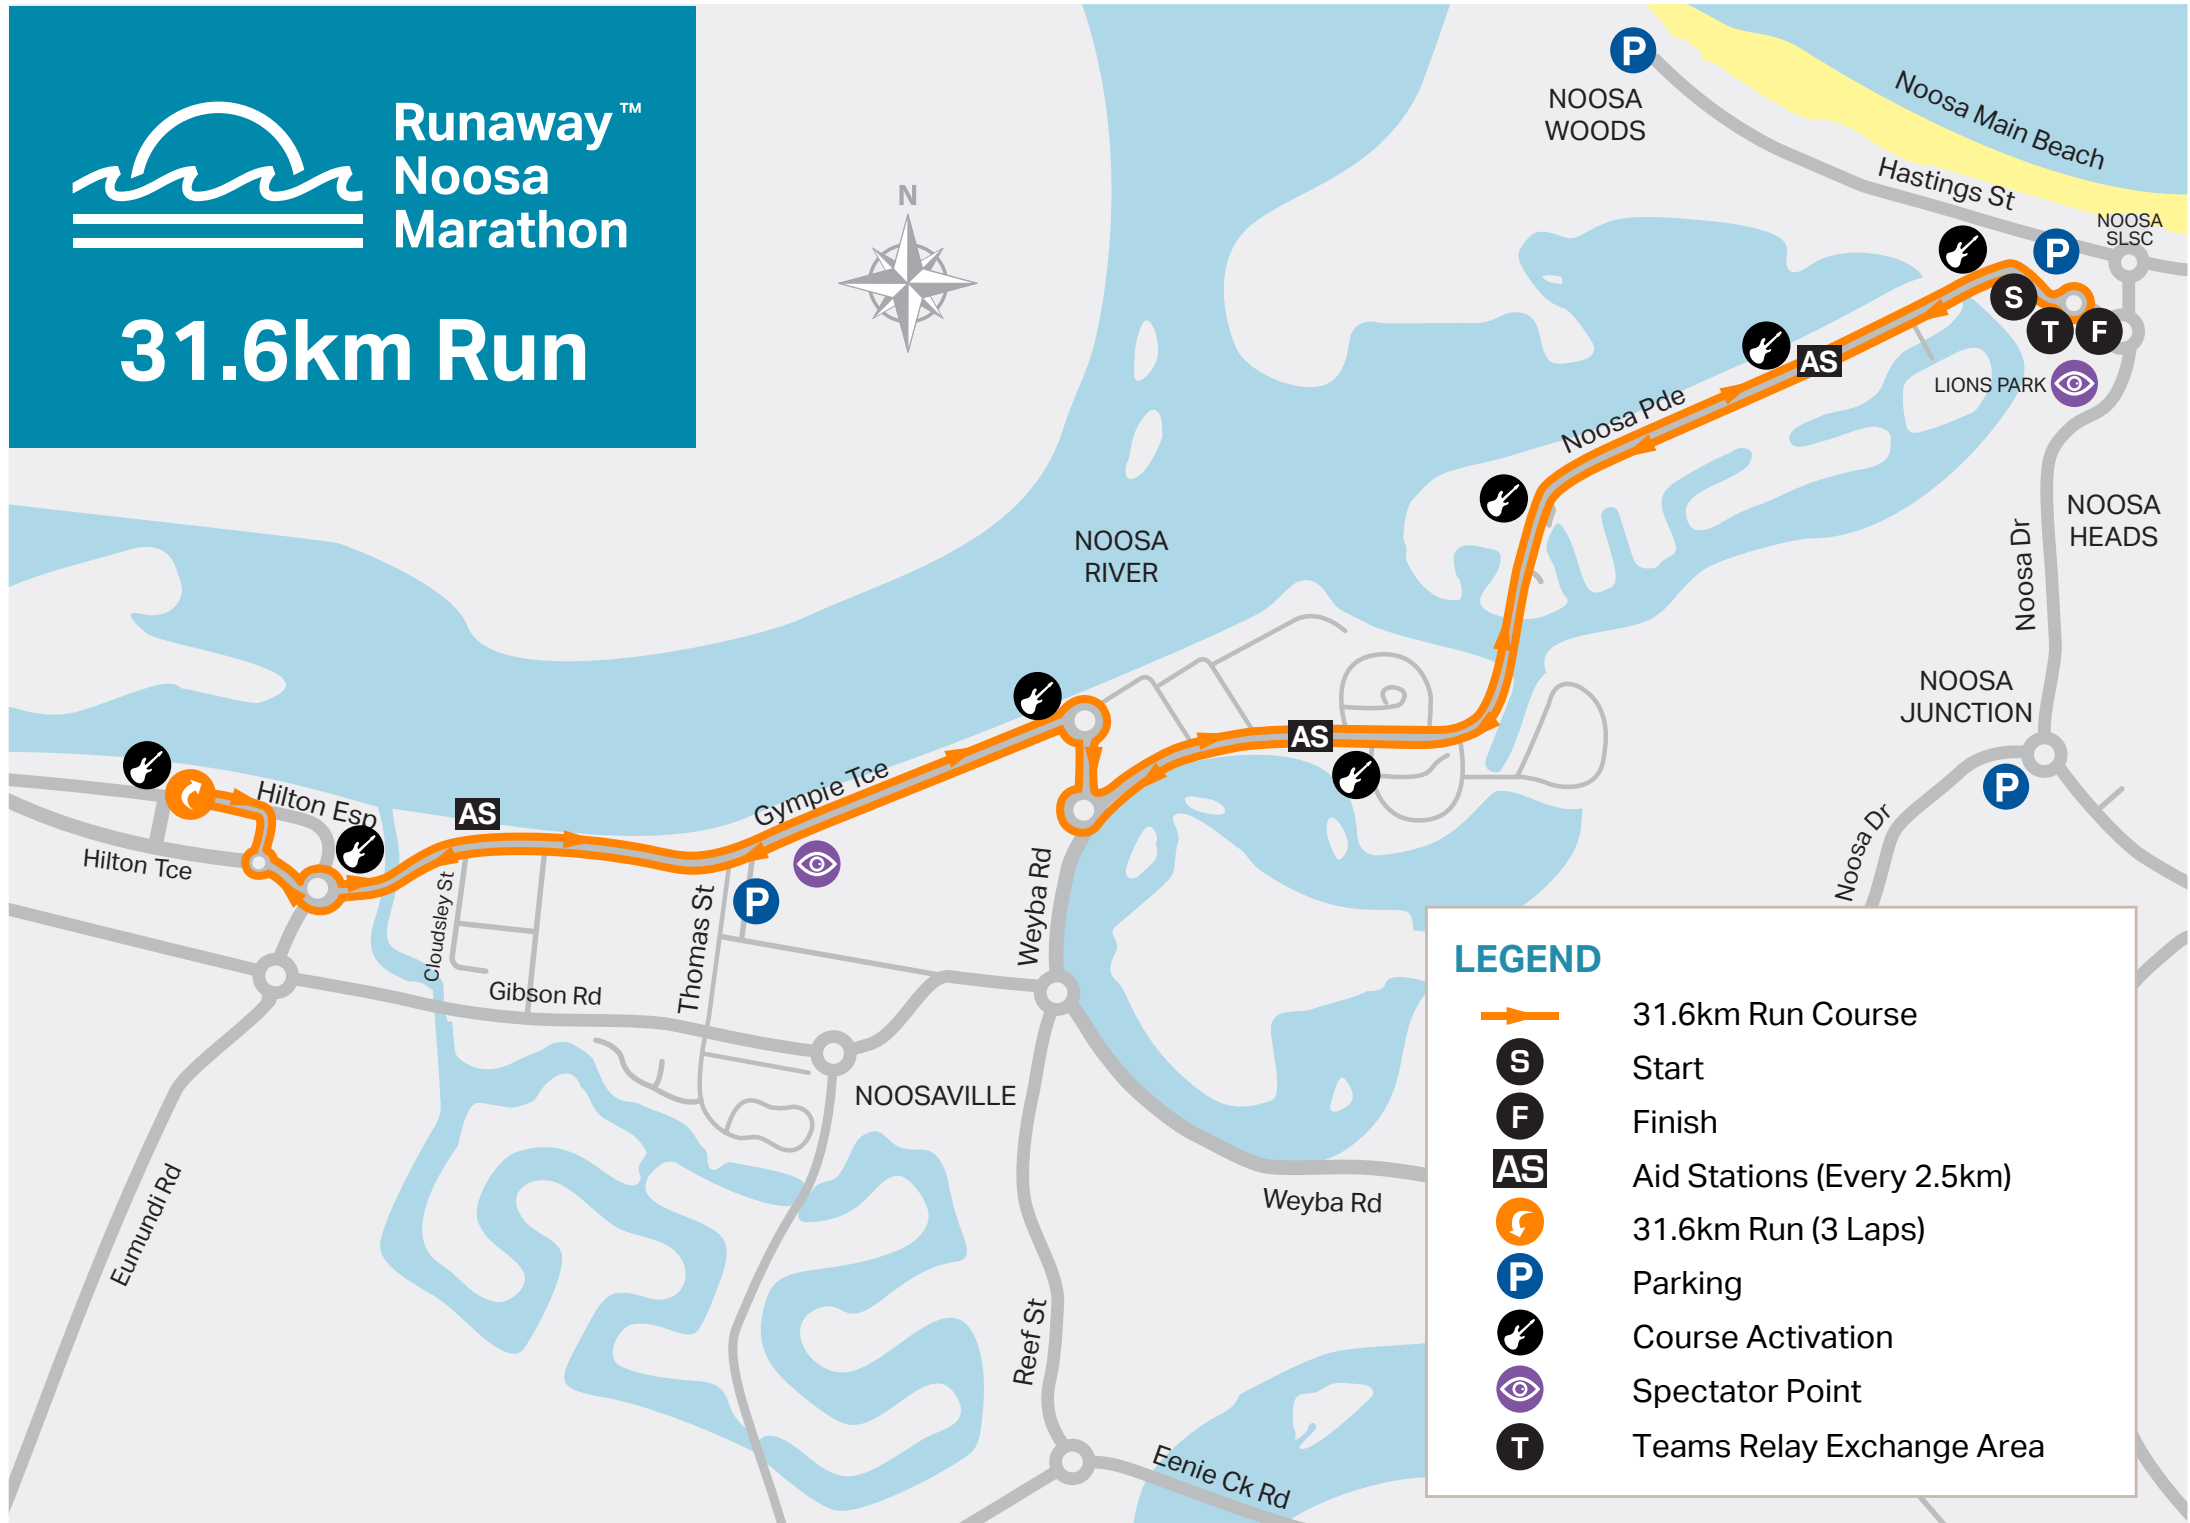 Runaway™
Noosa
Marathon
31.6km Run
N
P
NOOSA
WOODS
Noosa Main Beach
Hastings St
NOOSA
SLSC
P
S
T
F
LIONS PARK
AS
Noosa Pde
NOOSA
HEADS
Noosa Dr
NOOSA
RIVER
NOOSA
JUNCTION
P
Noosa Dr
AS
Gympie Tce
AS
Hilton Esp
Hilton Tce
Cloudsley St
Thomas St
P
Weyba Rd
Gibson Rd
NOOSAVILLE
Eumundi Rd
Weyba Rd
Reef St
Eenie Ck Rd
LEGEND
31.6km Run Course
S Start
F Finish
AS Aid Stations (Every 2.5km)
31.6km Run (3 Laps)
P Parking
Course Activation
Spectator Point
T Teams Relay Exchange Area